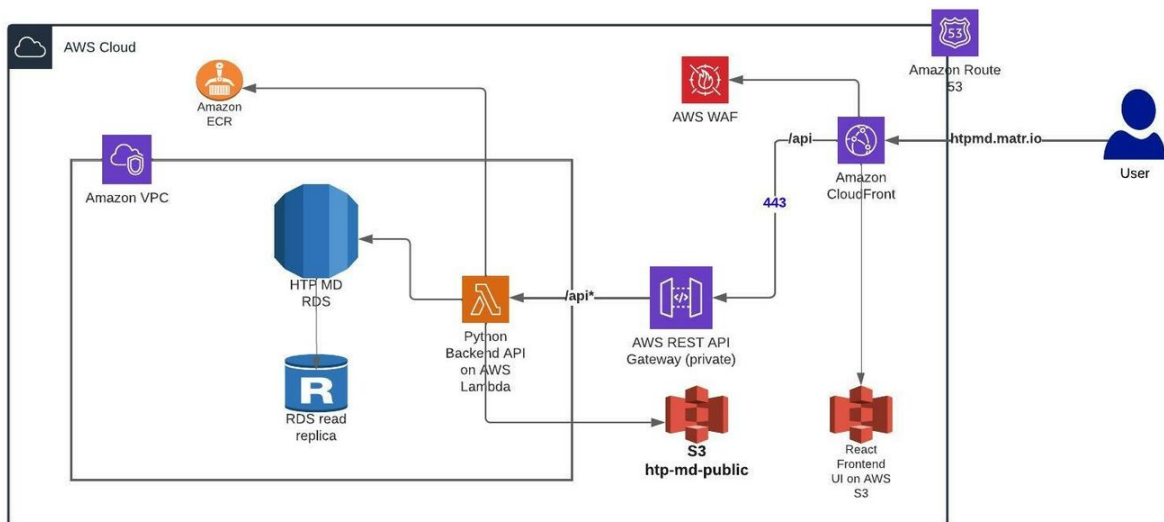 AWS Cloud
53
Amazon Route
53
Amazon
ECR
AWS WAF
/api
htpmd.matr.io
Amazon
CloudFront
User
Amazon VPC
443
HTP MD
RDS
/api*
Python
Backend API
on AWS
Lambda
AWS REST API
Gateway (private)
R
RDS read
replica
S3
htp-md-public
React
Frontend
UI on AWS
S3